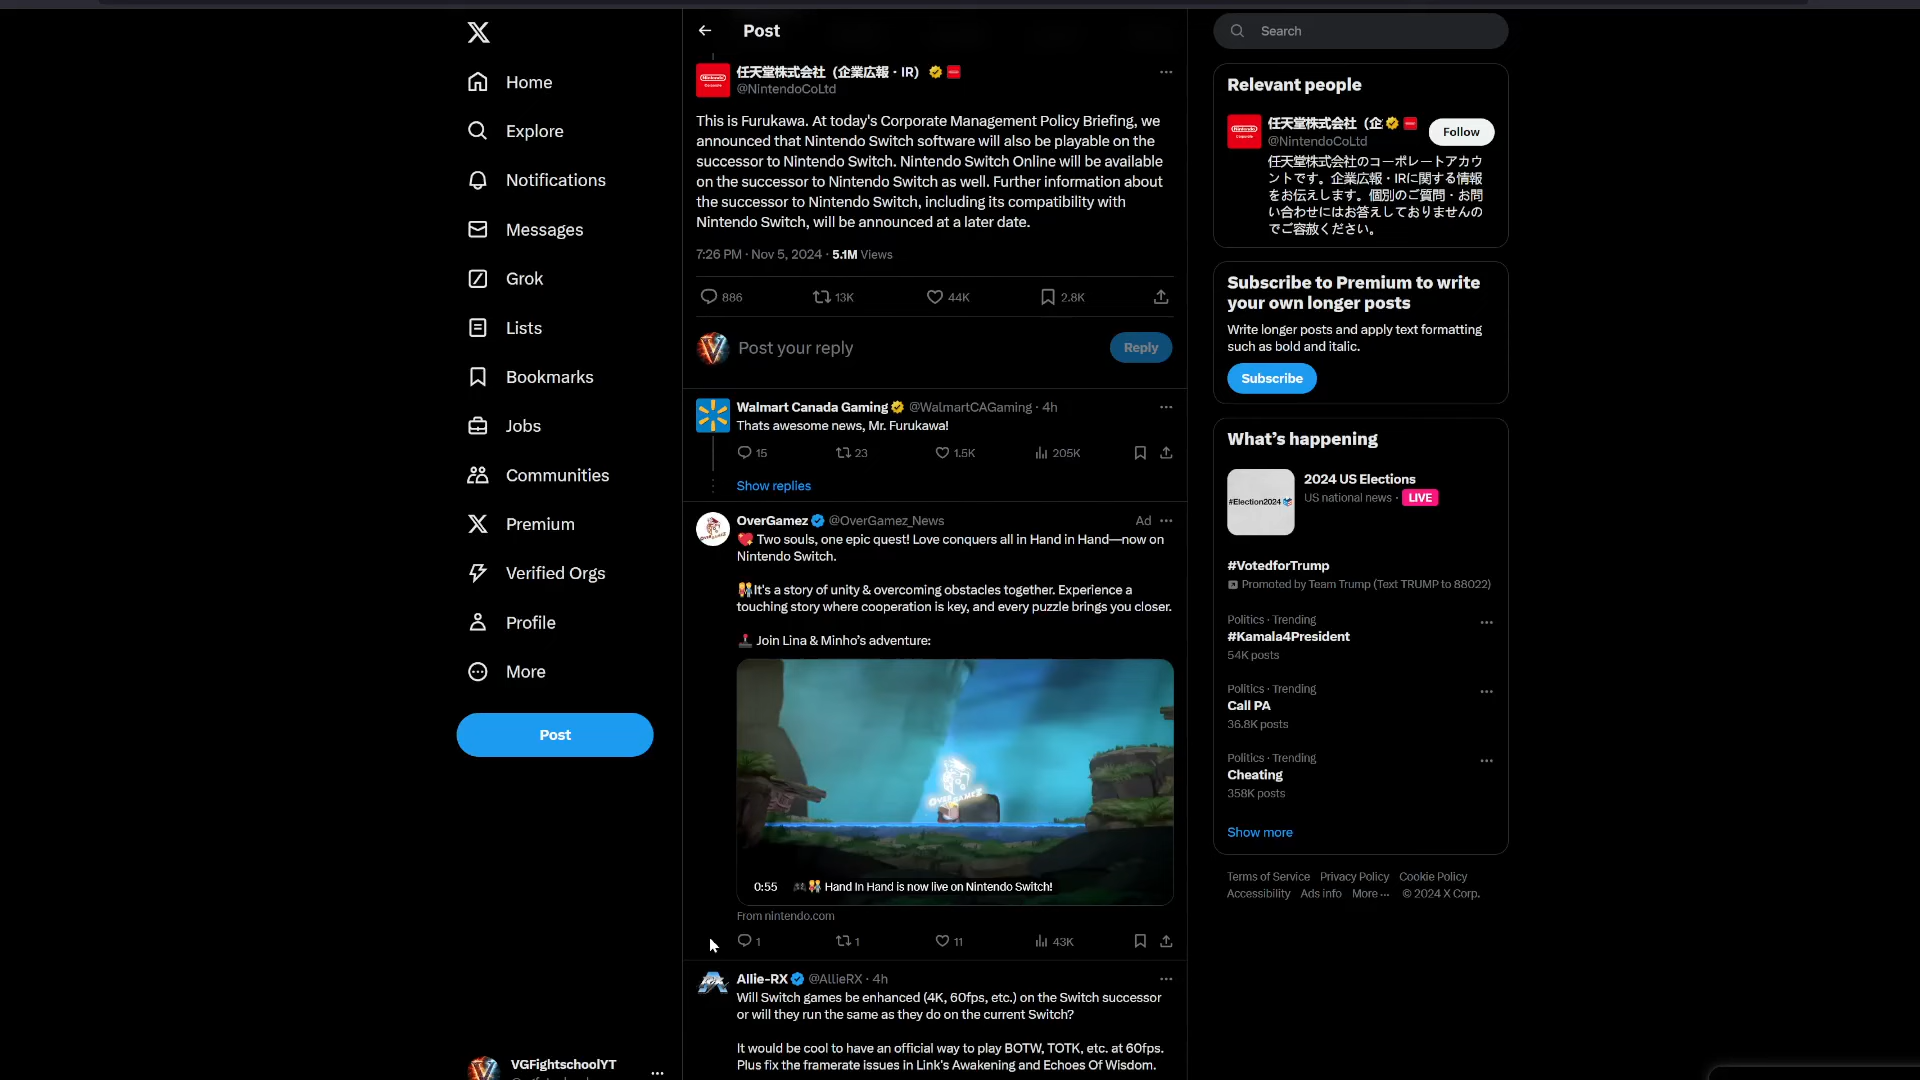 Home
Explore
Notifications
Messages
Grok
Lists
Bookmarks
Jobs
Communities
Premium
Verified Orgs
Profile
More
Post
VGFightschoolYT
Post
任天堂株式会社（企業広報・IR）
@NintendoCoLtd
This is Furukawa. At today's Corporate Management Policy Briefing, we
announced that Nintendo Switch software will also be playable on the
successor to Nintendo Switch. Nintendo Switch Online will be available
on the successor to Nintendo Switch as well. Further information about
the successor to Nintendo Switch, including its compatibility with
Nintendo Switch, will be announced at a later date.
7:26 PM · Nov 5, 2024 · 5.1M Views
886 13K 44K 2.8K
Post your reply
Reply
Walmart Canada Gaming @WalmartCAGaming · 4h
Thats awesome news, Mr. Furukawa!
15 23 1.5K 205K
Show replies
OverGamez @OverGamez_News Ad
Two souls, one epic quest! Love conquers all in Hand in Hand—now on
Nintendo Switch.
It's a story of unity & overcoming obstacles together. Experience a
touching story where cooperation is key, and every puzzle brings you closer.
Join Lina & Minho's adventure:
OVERGAMEZ
0:55 Hand In Hand is now live on Nintendo Switch!
From nintendo.com
1 1 11 43K
Allie-RX @AllieRX · 4h
Will Switch games be enhanced (4K, 60fps, etc.) on the Switch successor
or will they run the same as they do on the current Switch?
It would be cool to have an official way to play BOTW, TOTK, etc. at 60fps.
Plus fix the framerate issues in Link's Awakening and Echoes Of Wisdom.
Search
Relevant people
任天堂株式会社（企
@NintendoCoLtd
Follow
任天堂株式会社のコーポレートアカウ
ントです。企業広報・IRに関する情報
をお伝えします。個別のご質問・お問
い合わせにはお答えしておりませんの
でご容赦ください。
Subscribe to Premium to write
your own longer posts
Write longer posts and apply text formatting
such as bold and italic.
Subscribe
What's happening
#Election2024
2024 US Elections
US national news · LIVE
#VotedforTrump
Promoted by Team Trump (Text TRUMP to 88022)
Politics · Trending
#Kamala4President
54K posts
Politics · Trending
Call PA
36.8K posts
Politics · Trending
Cheating
358K posts
Show more
Terms of Service Privacy Policy Cookie Policy
Accessibility Ads info More ··· © 2024 X Corp.